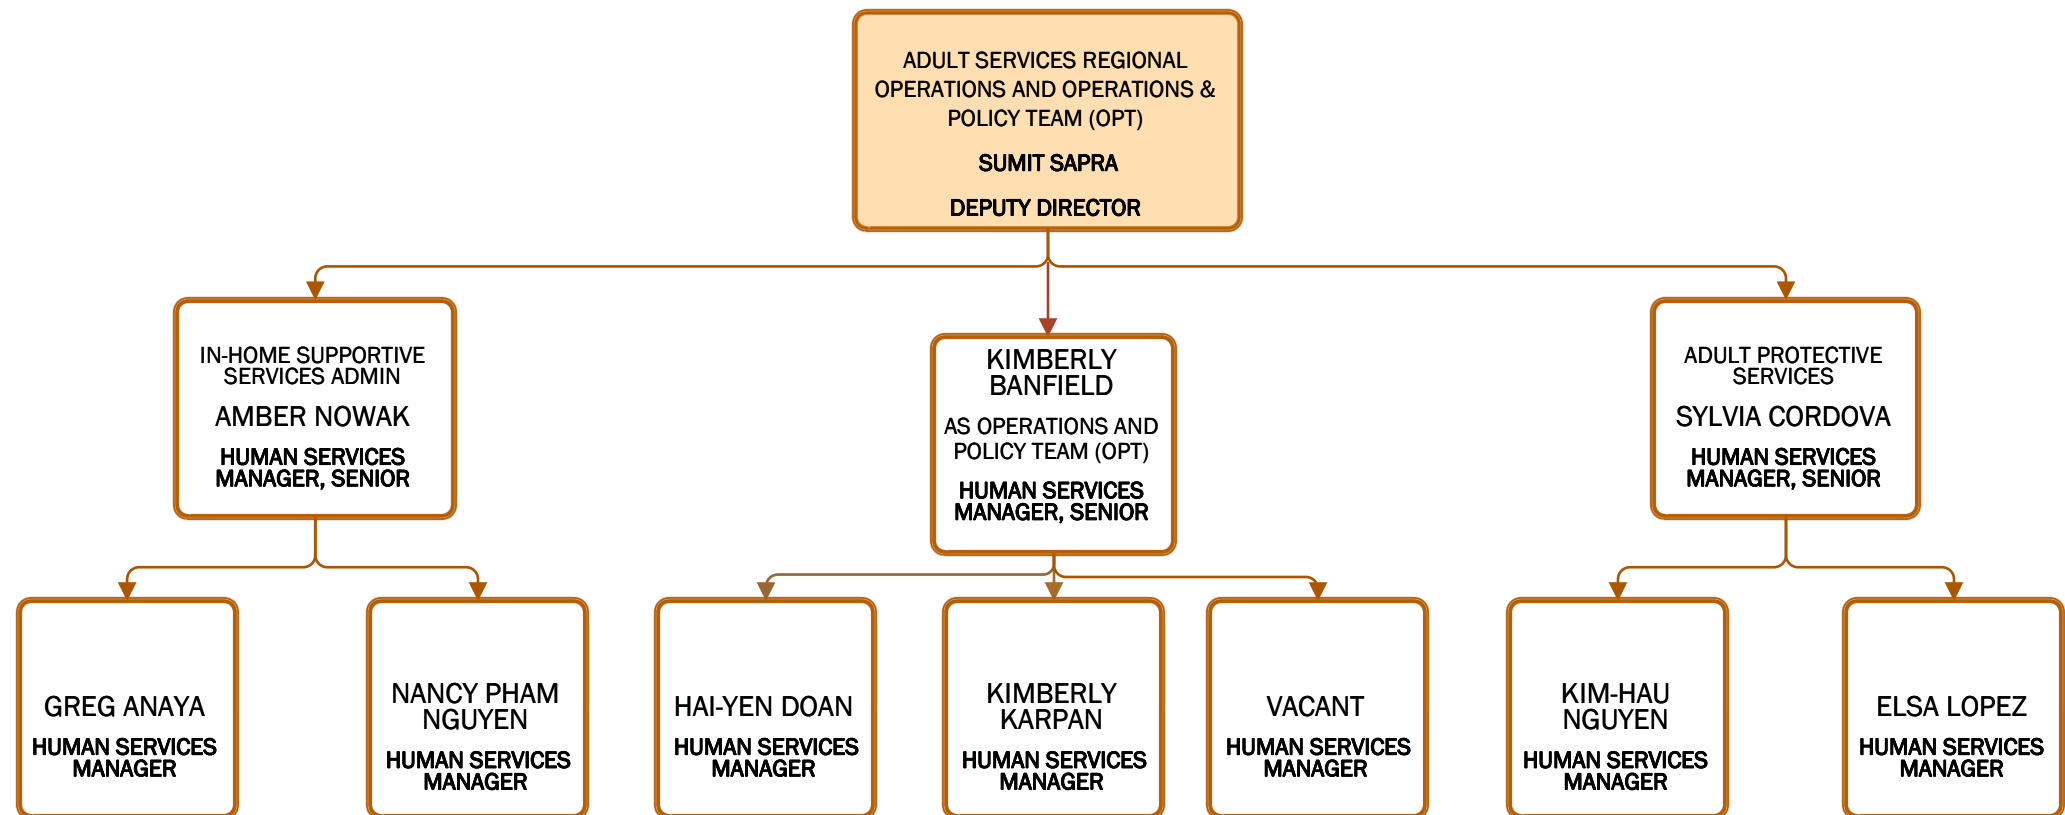 ADULT SERVICES REGIONAL
OPERATIONS AND OPERATIONS &
POLICY TEAM (OPT)
SUMIT SAPRA
DEPUTY DIRECTOR
IN-HOME SUPPORTIVE
SERVICES ADMIN
AMBER NOWAK
HUMAN SERVICES
MANAGER, SENIOR
KIMBERLY
BANFIELD
AS OPERATIONS AND
POLICY TEAM (OPT)
HUMAN SERVICES
MANAGER, SENIOR
ADULT PROTECTIVE
SERVICES
SYLVIA CORDOVA
HUMAN SERVICES
MANAGER, SENIOR
GREG ANAYA
HUMAN SERVICES
MANAGER
NANCY PHAM
NGUYEN
HUMAN SERVICES
MANAGER
HAI-YEN DOAN
HUMAN SERVICES
MANAGER
KIMBERLY
KARPAN
HUMAN SERVICES
MANAGER
VACANT
HUMAN SERVICES
MANAGER
KIM-HAU
NGUYEN
HUMAN SERVICES
MANAGER
ELSA LOPEZ
HUMAN SERVICES
MANAGER